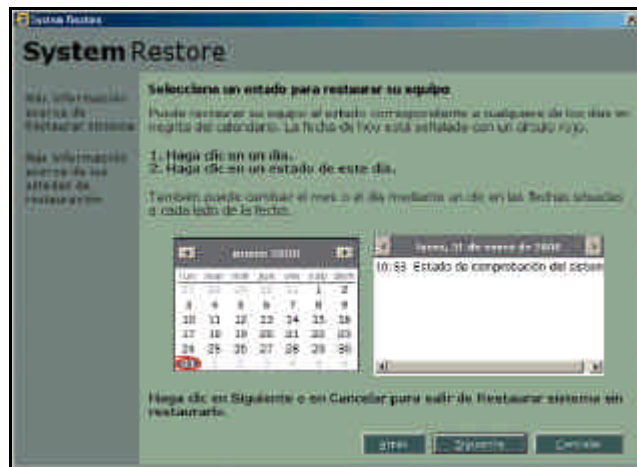 System Restore
System Restore
Más información
acerca de
Restaurar sistema
Más información
acerca de los
estados de
restauración
Seleccione un estado para restaurar su equipo
Puede restaurar su equipo al estado correspondiente a cualquiera de los días en
negrita del calendario. La fecha de hoy está señalada con un círculo rojo.
1. Haga clic en un día.
2. Haga clic en un estado de este día.
También puede cambiar el mes o el día mediante un clic en las flechas situadas
a cada lado de la fecha.
enero 2000
lun mar mié jue vie sáb dom
1 2
3 4 5 6 7 8 9
10 11 12 13 14 15 16
17 18 19 20 21 22 23
24 25 26 27 28 29 30
31
lunes, 31 de enero de 2000
10:53 Estado de comprobación del sistem
Haga clic en Siguiente o en Cancelar para salir de Restaurar sistema sin
restaurarlo.
Atrás Siguiente Cancelar